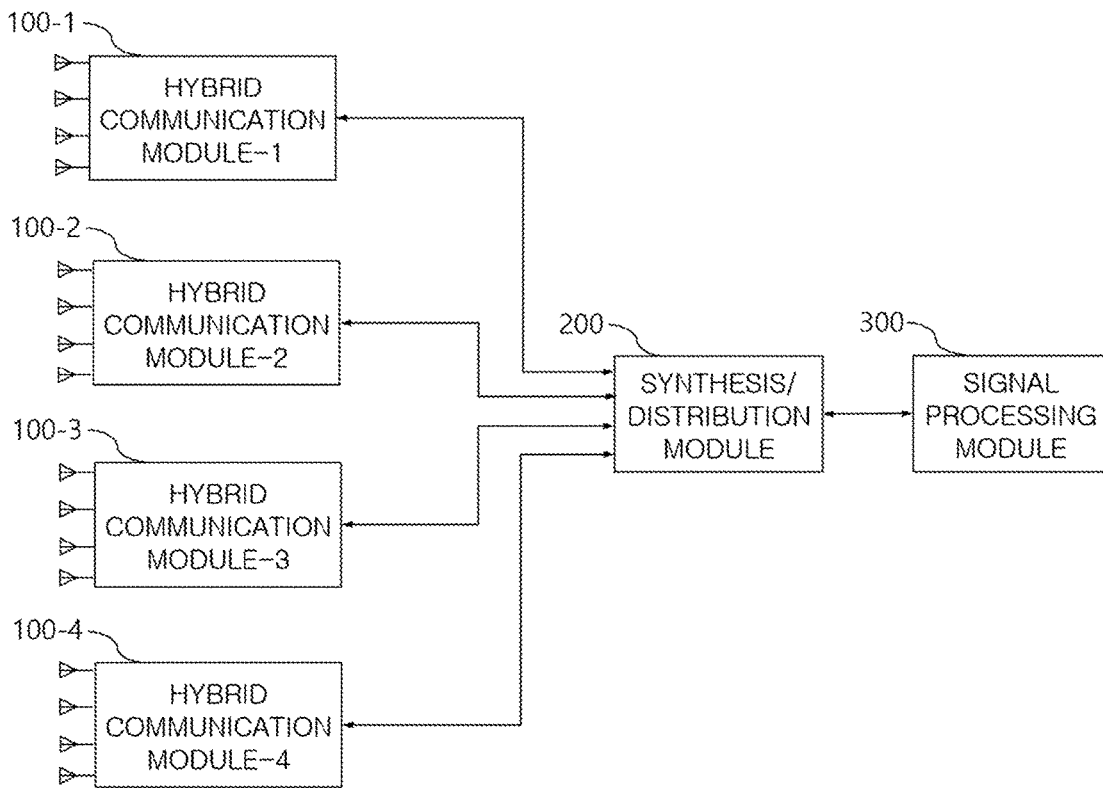 100-1
HYBRID
COMMUNICATION
MODULE-1
100-2
HYBRID
COMMUNICATION
MODULE-2
200
SYNTHESIS/
DISTRIBUTION
MODULE
300
SIGNAL
PROCESSING
MODULE
100-3
HYBRID
COMMUNICATION
MODULE-3
100-4
HYBRID
COMMUNICATION
MODULE-4